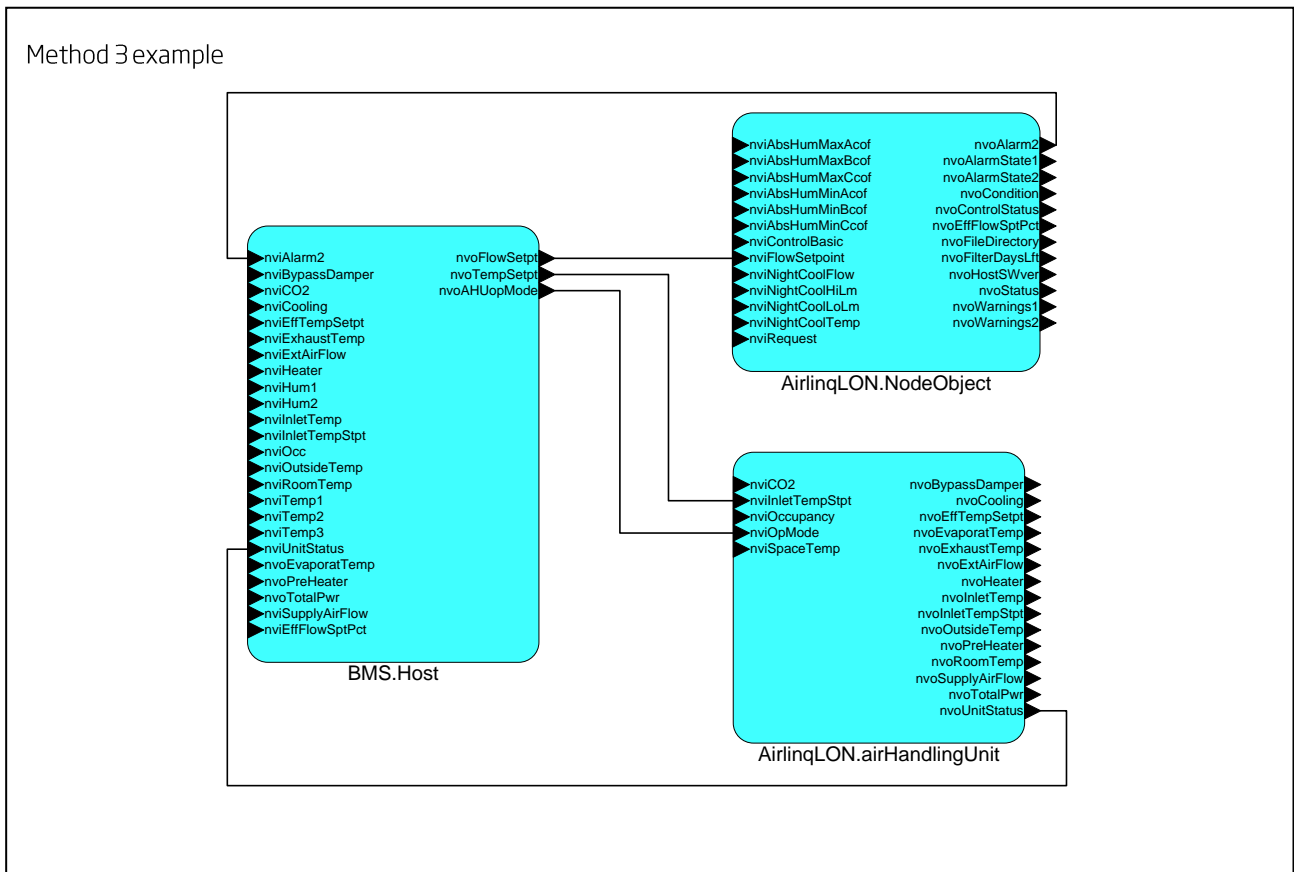 Method 3 example
nviAlarm2
nviBypassDamper
nviCO2
nviCooling
nviEffTempSetpt
nviExhaustTemp
nviExtAirFlow
nviHeater
nviHum1
nviHum2
nviInletTemp
nviInletTempStpt
nviOcc
nviOutsideTemp
nviRoomTemp
nviTemp1
nviTemp2
nviTemp3
nviUnitStatus
nvoEvaporatTemp
nvoPreHeater
nvoTotalPwr
nviSupplyAirFlow
nviEffFlowSptPct
nvoFlowSetpt
nvoTempSetpt
nvoAHUopMode
BMS.Host
nviAbsHumMaxAcof
nviAbsHumMaxBcof
nviAbsHumMaxCcof
nviAbsHumMinAcof
nviAbsHumMinBcof
nviAbsHumMinCcof
nviControlBasic
nviFlowSetpoint
nviNightCoolFlow
nviNightCoolHiLm
nviNightCoolLoLm
nviNightCoolTemp
nviRequest
nvoAlarm2
nvoAlarmState1
nvoAlarmState2
nvoCondition
nvoControlStatus
nvoEffFlowSptPct
nvoFileDirectory
nvoFilterDaysLft
nvoHostSWver
nvoStatus
nvoWarnings1
nvoWarnings2
AirlinqLON.NodeObject
nviCO2
nviInletTempStpt
nviOccupancy
nviOpMode
nviSpaceTemp
nvoBypassDamper
nvoCooling
nvoEffTempSetpt
nvoEvaporatTemp
nvoExhaustTemp
nvoExtAirFlow
nvoHeater
nvoInletTemp
nvoInletTempStpt
nvoOutsideTemp
nvoPreHeater
nvoRoomTemp
nvoSupplyAirFlow
nvoTotalPwr
nvoUnitStatus
AirlinqLON.airHandlingUnit